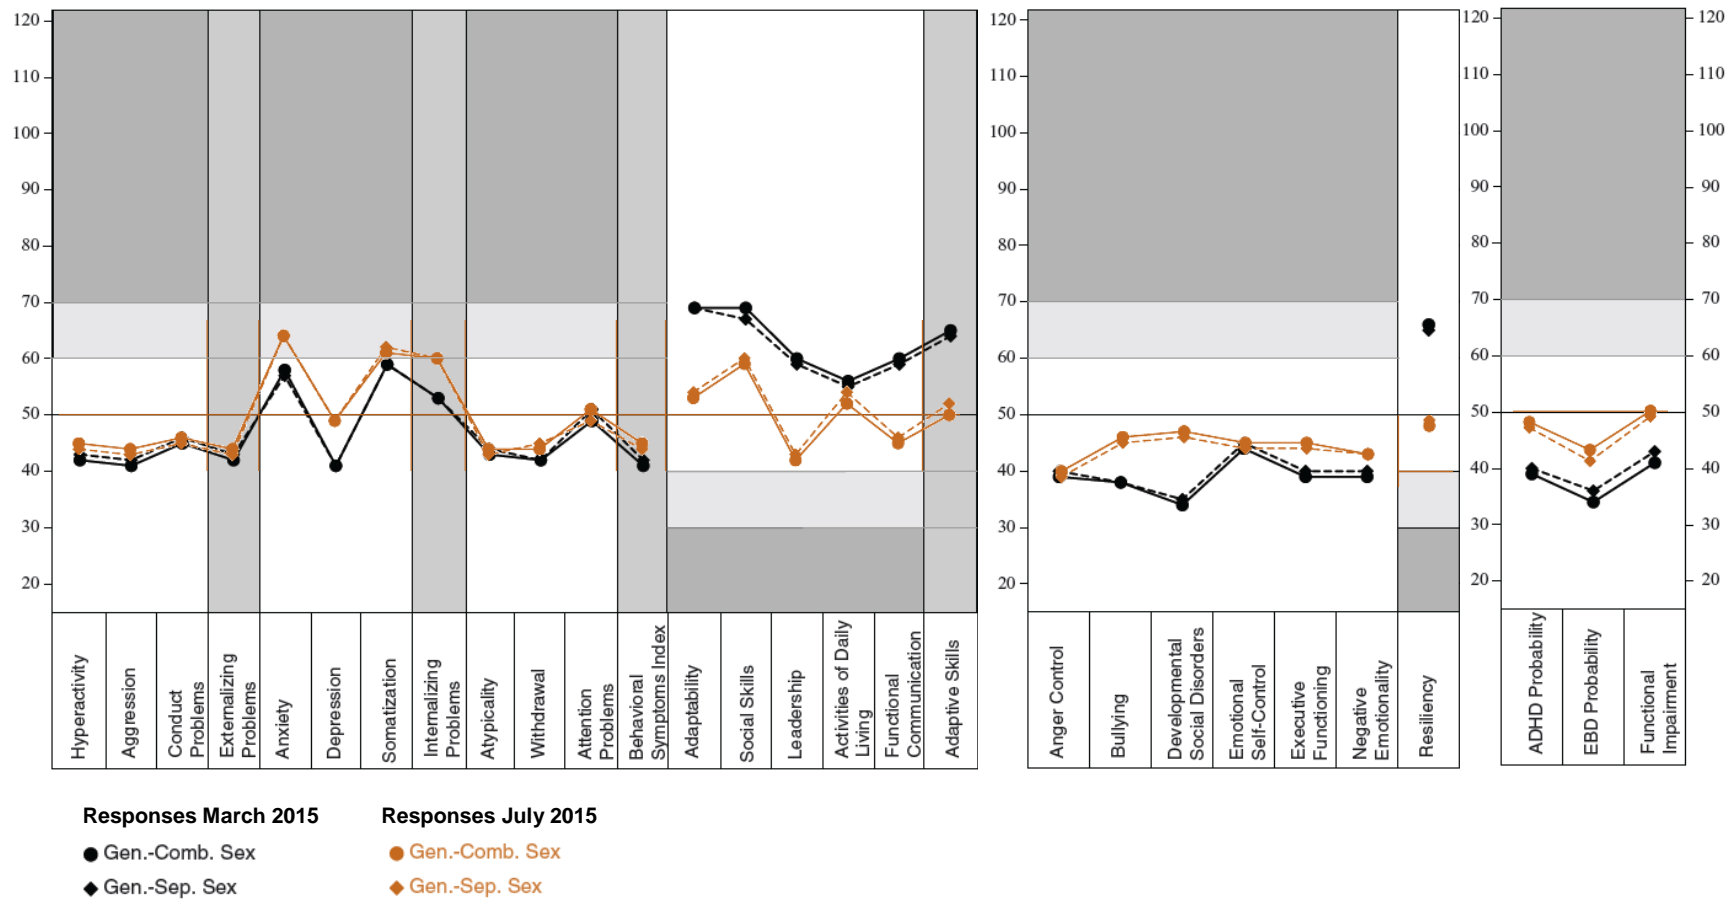 120
110
100
90
80
70
60
50
40
30
20
Hyperactivity
Aggression
Conduct
Problems
Externalizing
Problems
Anxiety
Depression
Somatization
Internalizing
Problems
Atypicality
Withdrawal
Attention
Problems
Behavioral
Symptoms Index
Adaptability
Social Skills
Leadership
Activities of Daily
Living
Functional
Communication
Adaptive Skills
120
110
100
90
80
70
60
50
40
30
20
Anger Control
Bullying
Developmental
Social Disorders
Emotional
Self-Control
Executive
Functioning
Negative
Emotionality
Resiliency
120
110
100
90
80
70
60
50
40
30
20
120
110
100
90
80
70
60
50
40
30
20
ADHD Probability
EBD Probability
Functional
Impairment
Responses March 2015
Gen.-Comb. Sex
Gen.-Sep. Sex
Responses July 2015
Gen.-Comb. Sex
Gen.-Sep. Sex